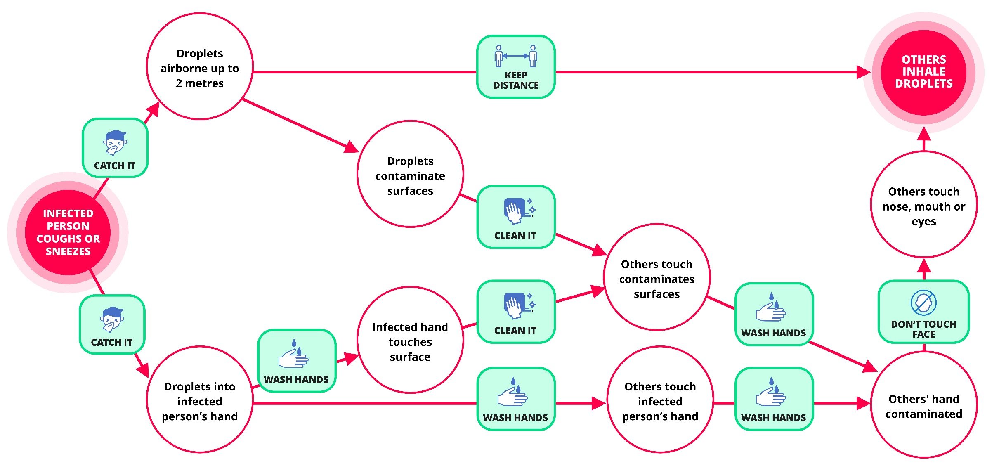 Droplets
airborne up to
2 metres
KEEP
DISTANCE
OTHERS
INHALE
DROPLETS
CATCH IT
INFECTED
PERSON
COUGHS OR
SNEEZES
Droplets
contaminate
surfaces
CLEAN IT
Others touch
nose, mouth or
eyes
Others touch
contaminates
surfaces
CATCH IT
WASH HANDS
Infected hand
touches
surface
CLEAN IT
WASH HANDS
DON'T TOUCH
FACE
Droplets into
infected
person’s hand
WASH HANDS
Others touch
infected
person’s hand
WASH HANDS
Others' hand
contaminated